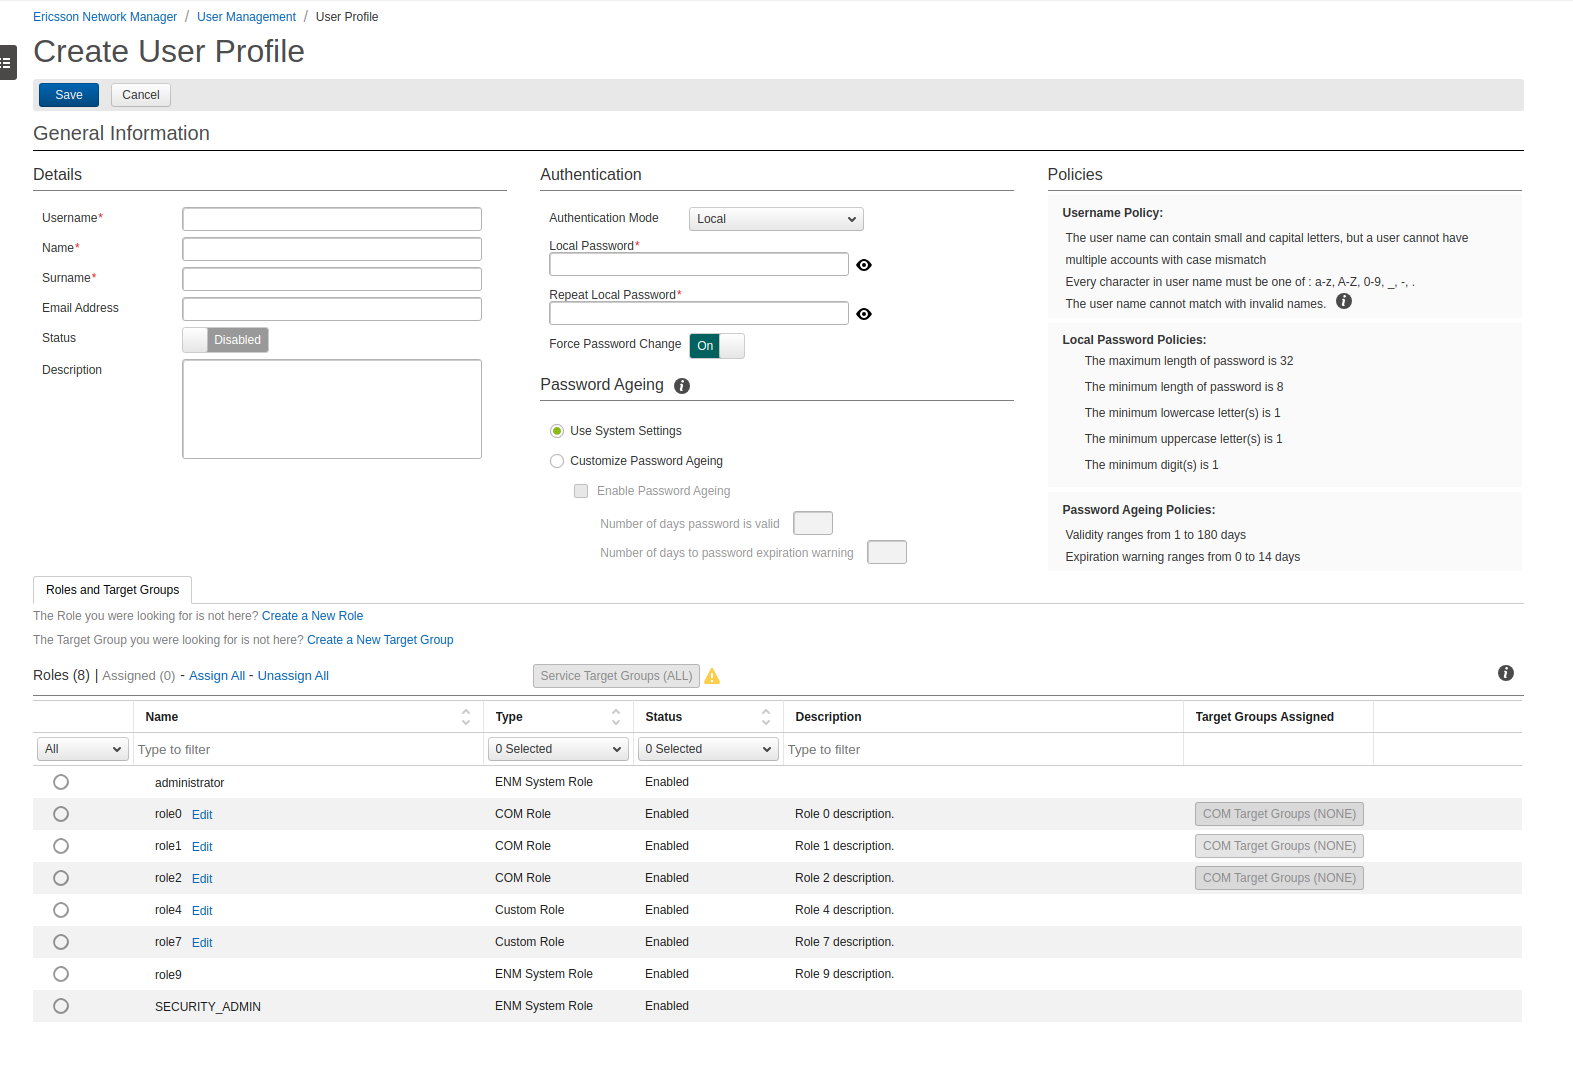 Ericsson Network Manager / User Management / User Profile
Create User Profile
Save Cancel
General Information
Details
Username*
Name*
Surname*
Email Address
Status Disabled
Description
Authentication
Authentication Mode Local
Local Password*
Repeat Local Password*
Force Password Change On
Password Ageing
Use System Settings
Customize Password Ageing
Enable Password Ageing
Number of days password is valid
Number of days to password expiration warning
Policies
Username Policy:
The user name can contain small and capital letters, but a user cannot have
multiple accounts with case mismatch
Every character in user name must be one of : a-z, A-Z, 0-9, _, -, .
The user name cannot match with invalid names.
Local Password Policies:
The maximum length of password is 32
The minimum length of password is 8
The minimum lowercase letter(s) is 1
The minimum uppercase letter(s) is 1
The minimum digit(s) is 1
Password Ageing Policies:
Validity ranges from 1 to 180 days
Expiration warning ranges from 0 to 14 days
Roles and Target Groups
The Role you were looking for is not here? Create a New Role
The Target Group you were looking for is not here? Create a New Target Group
Roles (8) | Assigned (0) - Assign All - Unassign All Service Target Groups (ALL)
Name Type Status Description Target Groups Assigned
All Type to filter 0 Selected 0 Selected Type to filter
administrator ENM System Role Enabled
role0 Edit COM Role Enabled Role 0 description. COM Target Groups (NONE)
role1 Edit COM Role Enabled Role 1 description. COM Target Groups (NONE)
role2 Edit COM Role Enabled Role 2 description. COM Target Groups (NONE)
role4 Edit Custom Role Enabled Role 4 description.
role7 Edit Custom Role Enabled Role 7 description.
role9 ENM System Role Enabled Role 9 description.
SECURITY_ADMIN ENM System Role Enabled